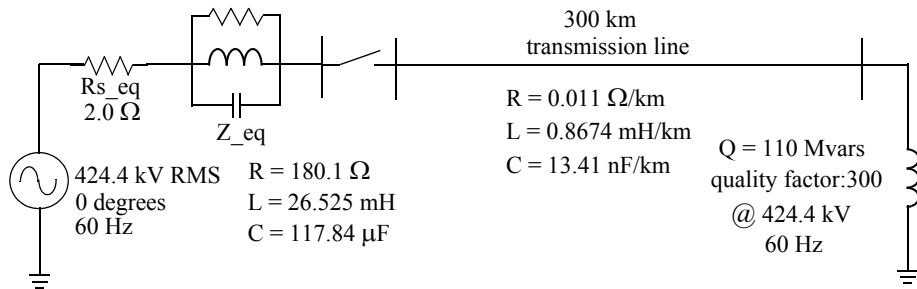 300 km
transmission line
Rs_eq
2.0 Ω
Z_eq
R = 0.011 Ω/km
L = 0.8674 mH/km
C = 13.41 nF/km
424.4 kV RMS
0 degrees
60 Hz
R = 180.1 Ω
L = 26.525 mH
C = 117.84 μF
Q = 110 Mvars
quality factor:300
@ 424.4 kV
60 Hz